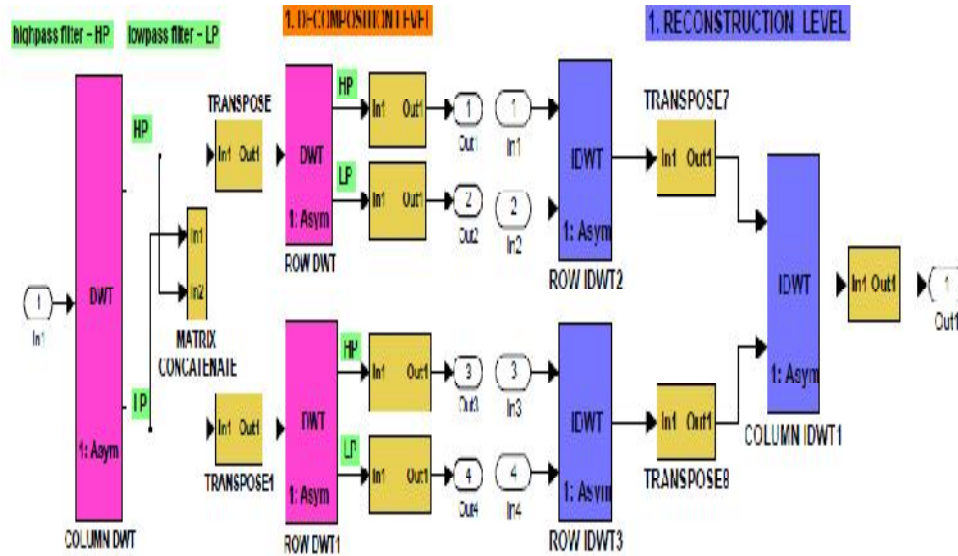 1. DECOMPOSITION LEVEL
1. RECONSTRUCTION LEVEL
highpass filter - HP lowpass filter - LP
TRANSPOSE
HP
In1 Out1
HP
In1 Out1
1
Out1
1
In1
TRANSPOSE7
In1 Out1
DWT
LP
In1 Out1
2
Out2
2
In2
IDWT
1: Asym
ROW DWT
1: Asym
ROW IDWT2
In1
In2
MATRIX
CONCATENATE
1
In1
DWT
LP
1: Asym
COLUMN DWT
In1 Out1
TRANSPOSE1
HP
In1 Out1
3
Out3
3
In3
DWT
LP
In1 Out1
4
Out4
4
In4
1: Asym
ROW DWT1
IDWT
1: Asym
ROW IDWT3
In1 Out1
TRANSPOSE8
IDWT
1: Asym
COLUMN IDWT1
In1 Out1
1
Out1